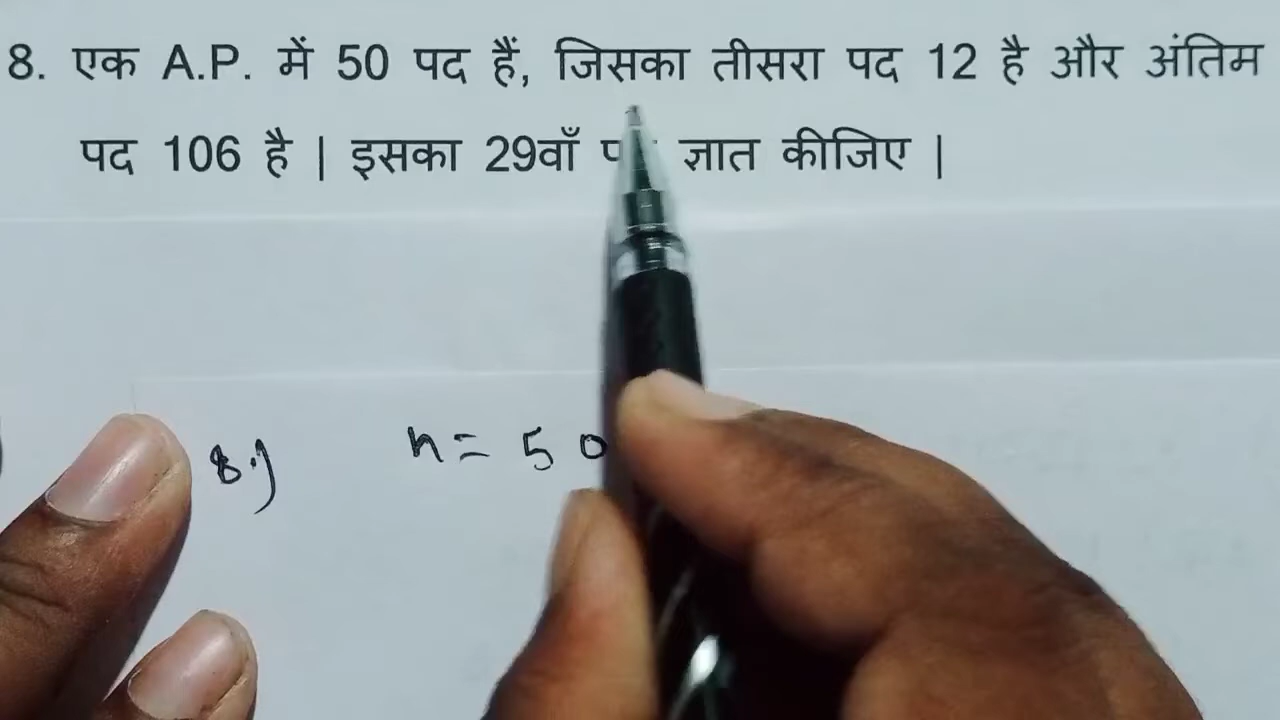 8. एक A.P. में 50 पद हैं, जिसका तीसरा पद 12 है और अंतिम
पद 106 है | इसका 29वाँ ज्ञात कीजिए |
8.) n = 50